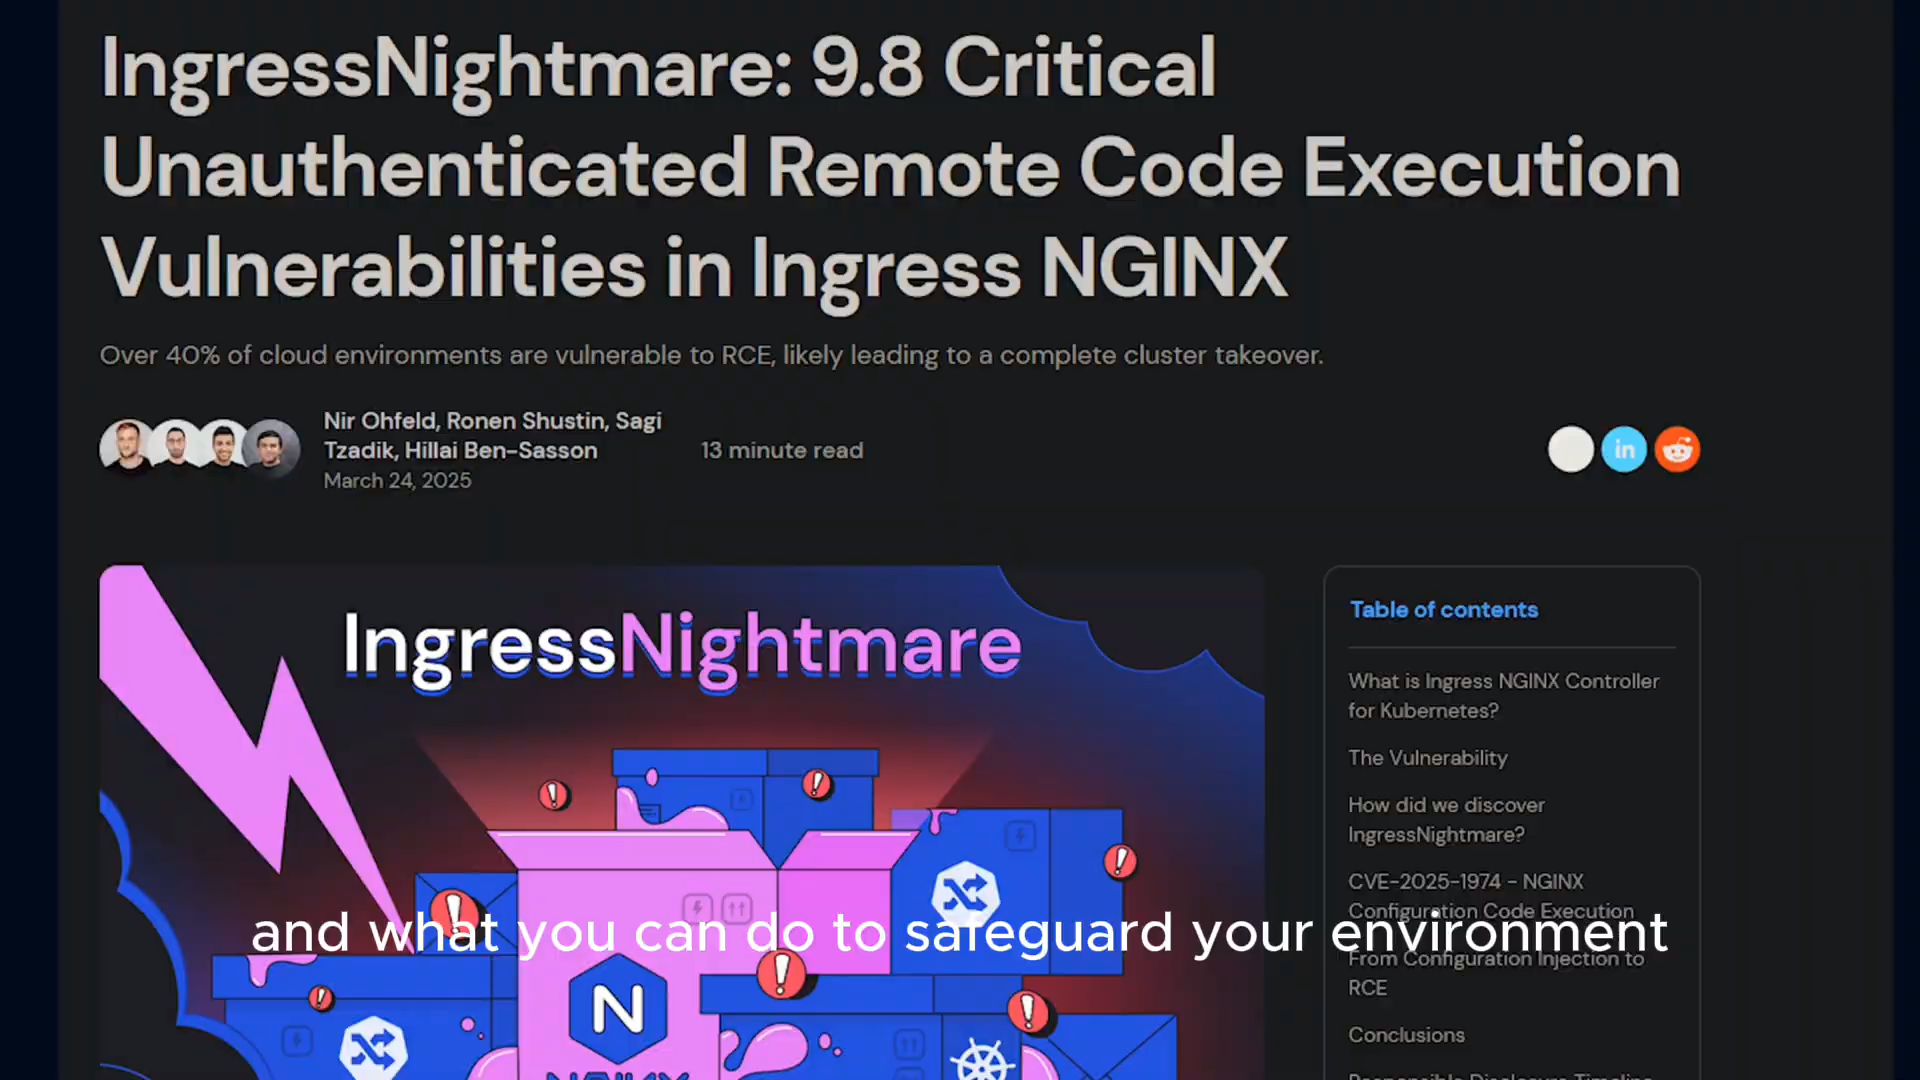 IngressNightmare: 9.8 Critical
Unauthenticated Remote Code Execution
Vulnerabilities in Ingress NGINX
Over 40% of cloud environments are vulnerable to RCE, likely leading to a complete cluster takeover.
Nir Ohfeld, Ronen Shustin, Sagi
Tzadik, Hillai Ben-Sasson
March 24, 2025
13 minute read
in
IngressNightmare
N
Table of contents
What is Ingress NGINX Controller
for Kubernetes?
The Vulnerability
How did we discover
IngressNightmare?
CVE-2025-1974 - NGINX
Configuration Code Execution
From Configuration Injection to
RCE
Conclusions
and what you can do to safeguard your environment